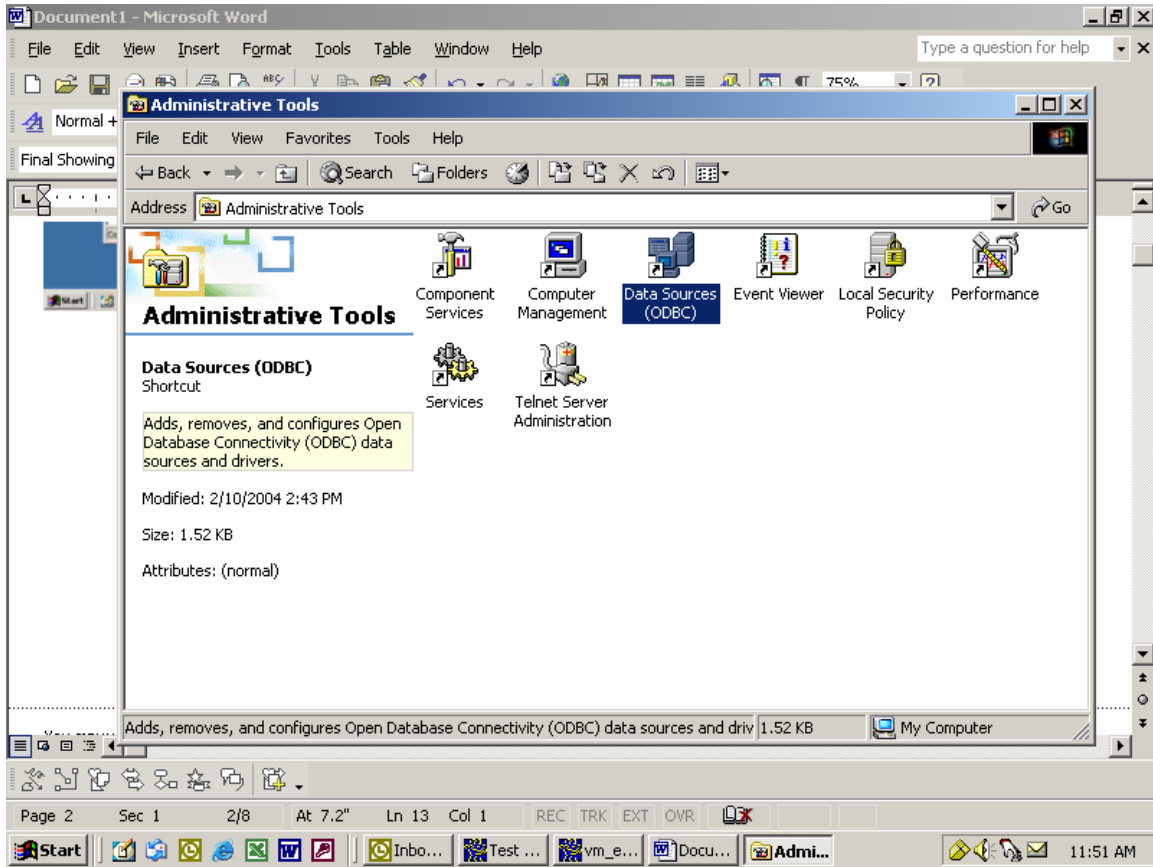 Document1 - Microsoft Word
File Edit View Insert Format Tools Table Window Help
Type a question for help
75%
Normal +
Final Showing
Administrative Tools
File Edit View Favorites Tools Help
Back Search Folders
Address Administrative Tools Go
Administrative Tools
Data Sources (ODBC)
Shortcut
Adds, removes, and configures Open
Database Connectivity (ODBC) data
sources and drivers.
Modified: 2/10/2004 2:43 PM
Size: 1.52 KB
Attributes: (normal)
Component
Services
Computer
Management
Data Sources
(ODBC)
Event Viewer
Local Security
Policy
Performance
Services
Telnet Server
Administration
Adds, removes, and configures Open Database Connectivity (ODBC) data sources and driv 1.52 KB My Computer
Start
Page 2 Sec 1 2/8 At 7.2" Ln 13 Col 1 REC TRK EXT OVR
Start Inbo... Test ... vm_e... Docu... Admi... 11:51 AM